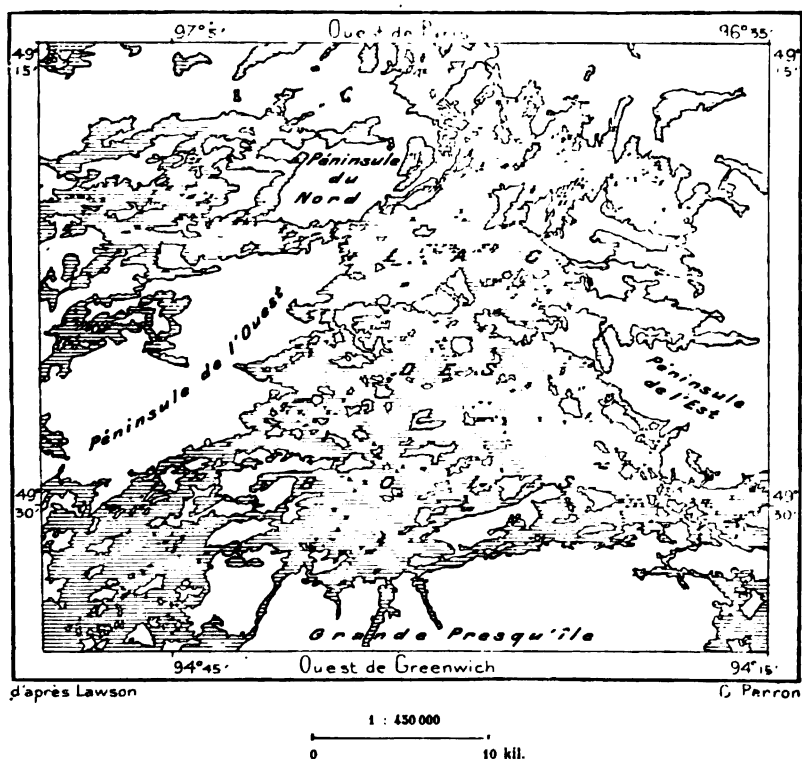 97°5' Ouest de Paris 96°35'
49° 15' 49° 15'
Péninsule
du
Nord
L A C
Péninsule de l'Ouest
D E S
Péninsule
de l'Est
B O I S
49° 30' 49° 30'
Grande Presqu'île
94°45' Ouest de Greenwich 94°15'
d'après Lawson C Perron
1 : 430 000
0 10 kil.